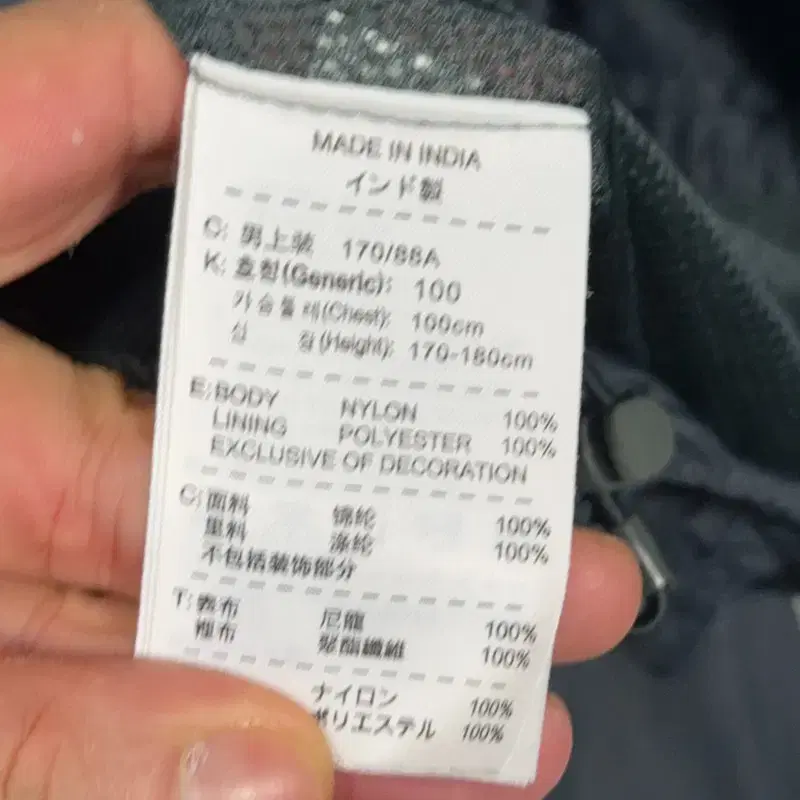 MADE IN INDIA
インド製
C: 男上装 170/88A
K: 호칭(Generic): 100
가슴둘레(Chest): 100cm
신 장(Height): 170-180cm
E: BODY NYLON 100%
LINING POLYESTER 100%
EXCLUSIVE OF DECORATION
C: 面料 锦纶 100%
里料 涤纶 100%
不包括装饰部分
T: 表布 尼龍 100%
裡布 聚酯纖維 100%
ナイロン 100%
ポリエステル 100%